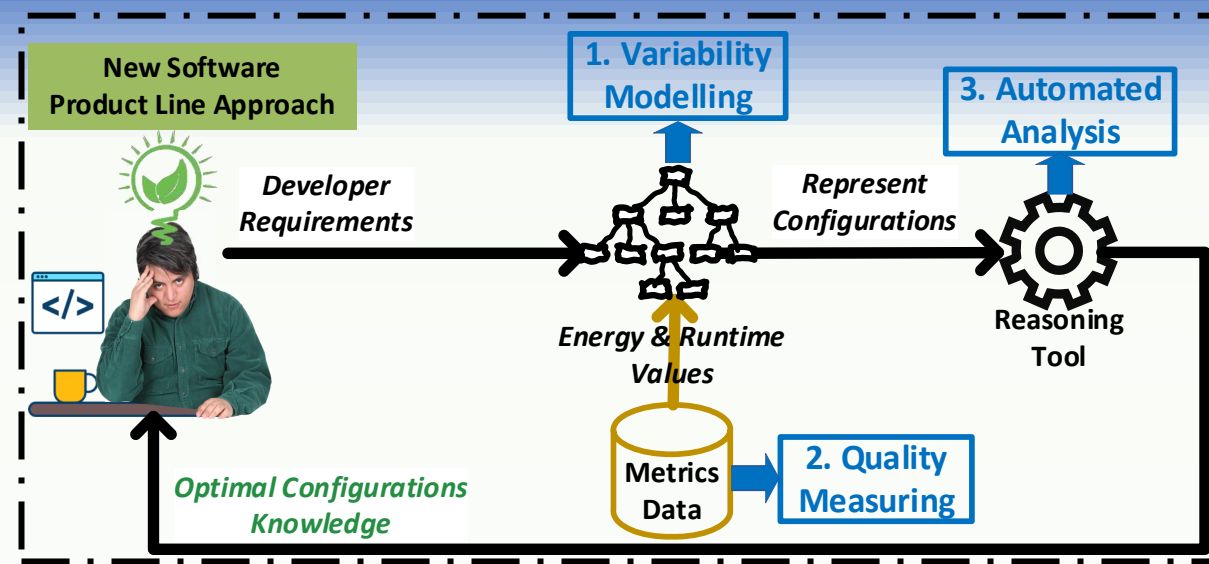 New Software
Product Line Approach
1. Variability
Modelling
3. Automated
Analysis
Developer
Requirements
Represent
Configurations
</>
Energy & Runtime
Values
Reasoning
Tool
Metrics
Data
2. Quality
Measuring
Optimal Configurations
Knowledge